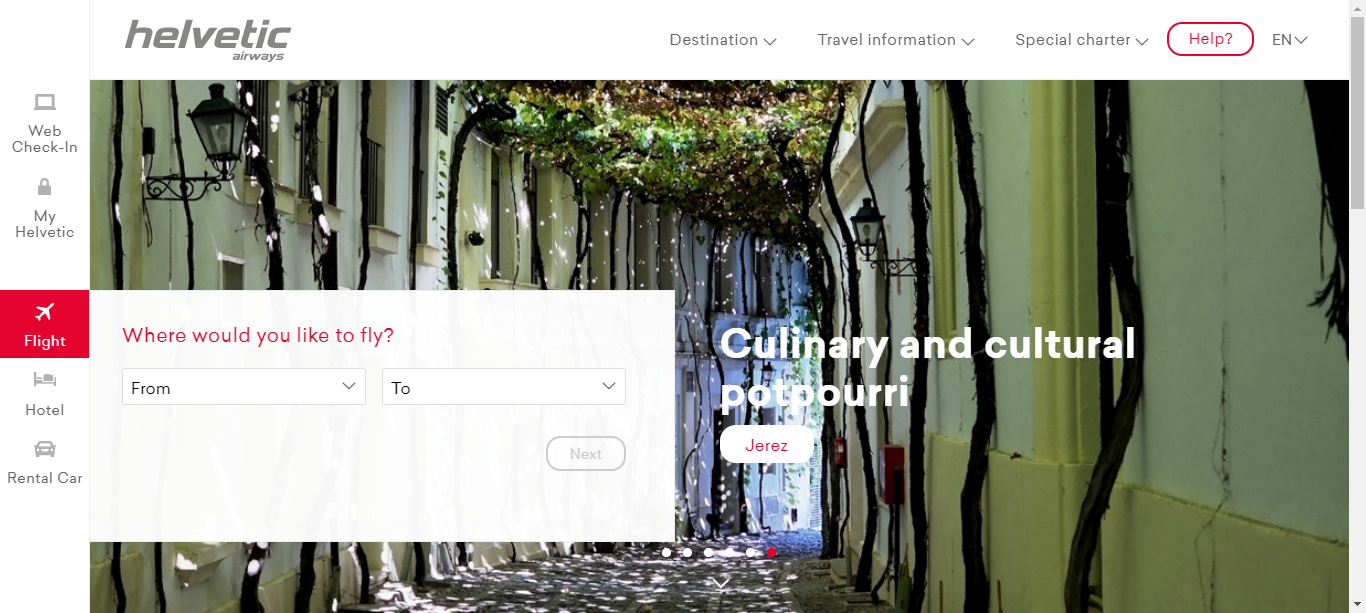 helvetic
airways
Destination
Travel information
Special charter
Help?
EN
Web
Check-In
My
Helvetic
Flight
Hotel
Rental Car
Where would you like to fly?
From
To
Next
Culinary and cultural
potpourri
Jerez